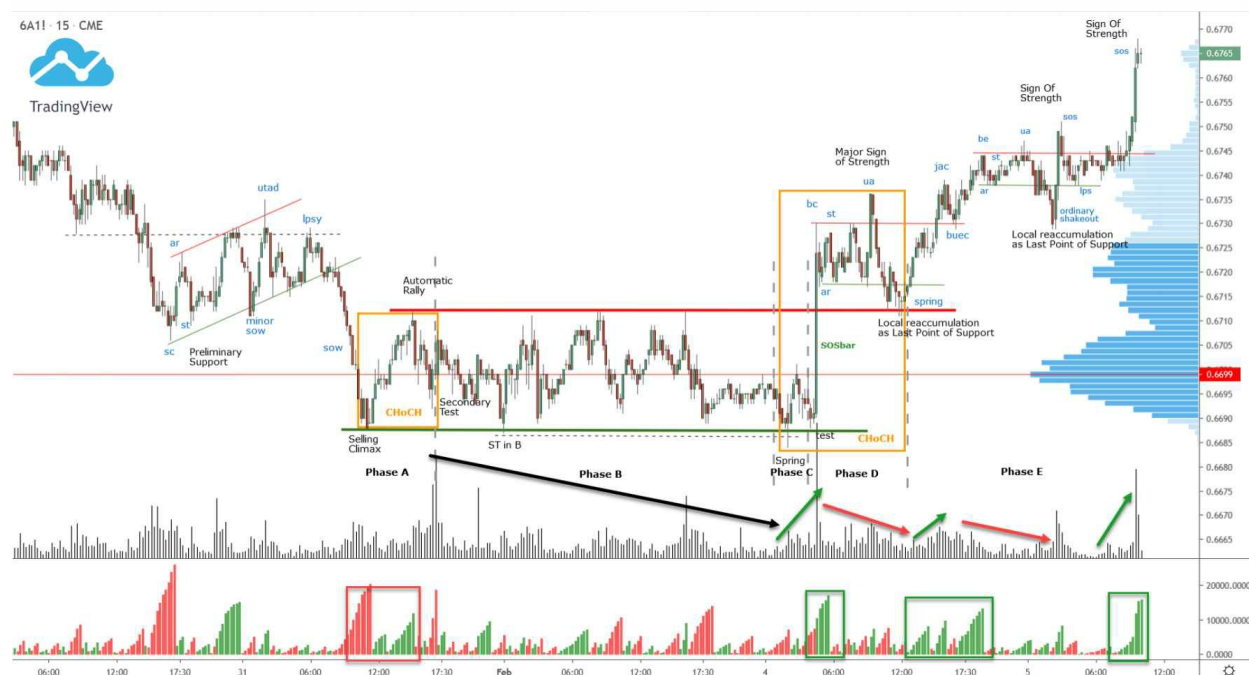 6A1! · 15 · CME
TradingView
Sign Of
Strength
sos
Sign Of
Strength
sos
be
ua
st
ar
lps
ordinary
shakeout
Local reaccumulation
as Last Point of Support
Major Sign
of Strength
ua
jac
bc
st
buec
ar
spring
Local reaccumulation
as Last Point of Support
SOSbar
utad
ar
lpsy
st
minor
sow
sc
Preliminary
Support
sow
Automatic
Rally
CHoCH
Secondary
Test
Selling
Climax
ST in B
test
CHoCH
Spring
Phase A
Phase B
Phase C
Phase D
Phase E
0.6770
0.6765
0.6760
0.6755
0.6750
0.6745
0.6740
0.6735
0.6730
0.6725
0.6720
0.6715
0.6710
0.6705
0.6699
0.6695
0.6690
0.6685
0.6680
0.6675
0.6670
0.6665
20000.0000
10000.0000
0.0000
06:00
12:00
17:30
31
06:00
12:00
17:30
Feb
06:00
12:00
17:30
4
06:00
12:00
17:30
5
06:00
12:00